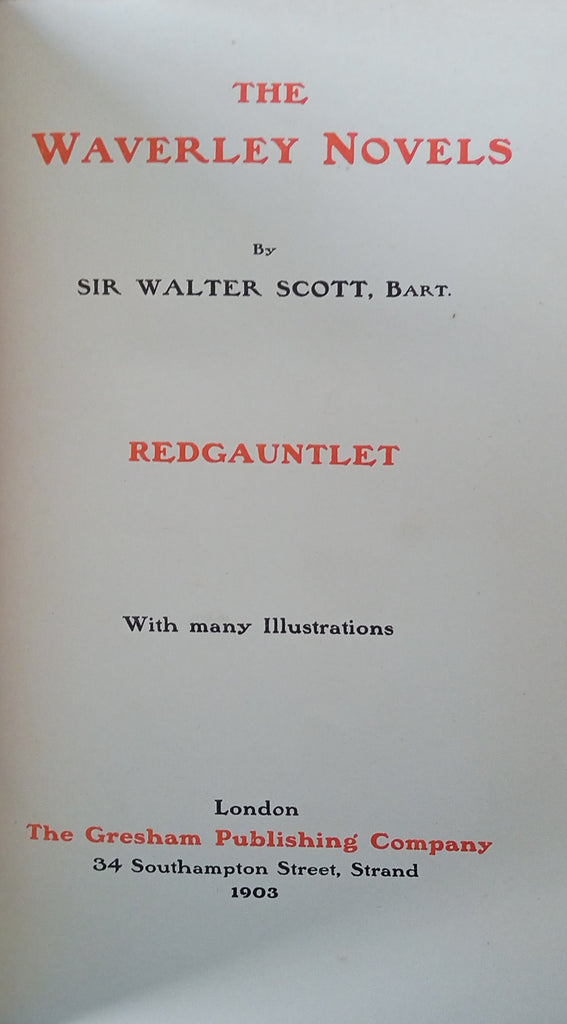 THE
WAVERLEY NOVELS
By
SIR WALTER SCOTT, BART.
REDGAUNTLET
With many Illustrations
London
The Gresham Publishing Company
34 Southampton Street, Strand
1903